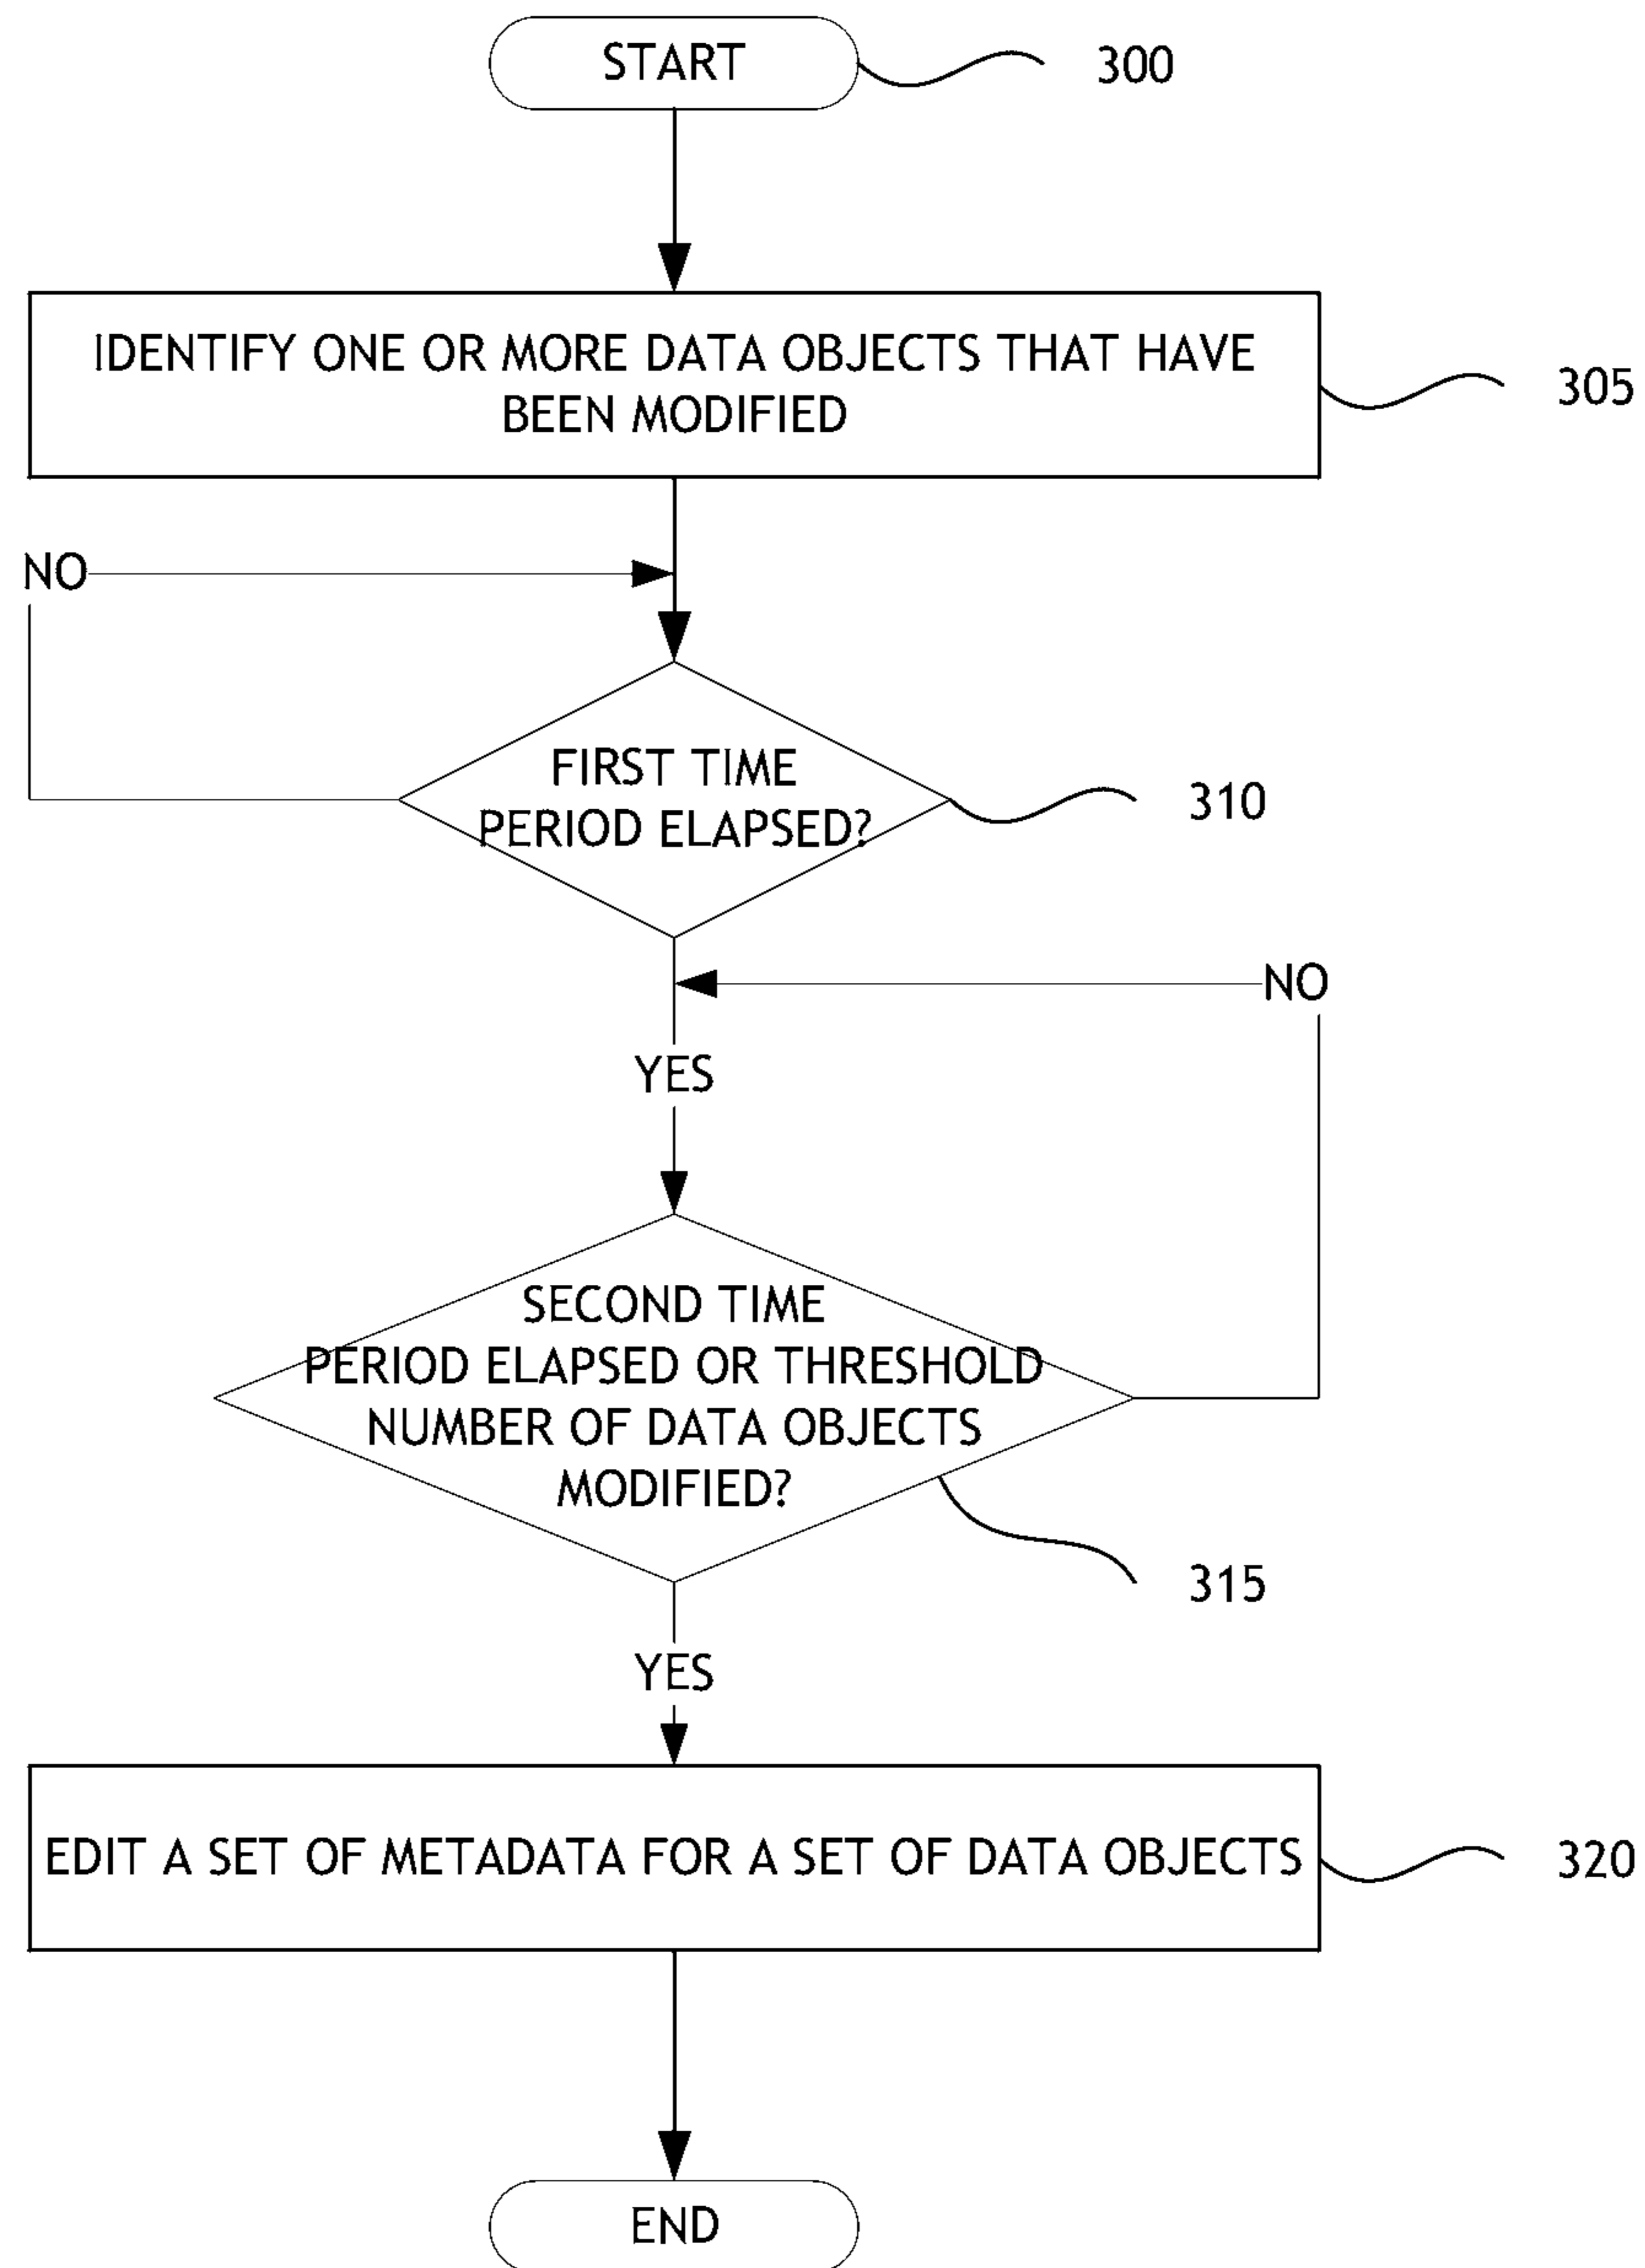 START
300
IDENTIFY ONE OR MORE DATA OBJECTS THAT HAVE
BEEN MODIFIED
305
NO
FIRST TIME
PERIOD ELAPSED?
310
NO
YES
SECOND TIME
PERIOD ELAPSED OR THRESHOLD
NUMBER OF DATA OBJECTS
MODIFIED?
315
YES
EDIT A SET OF METADATA FOR A SET OF DATA OBJECTS
320
END